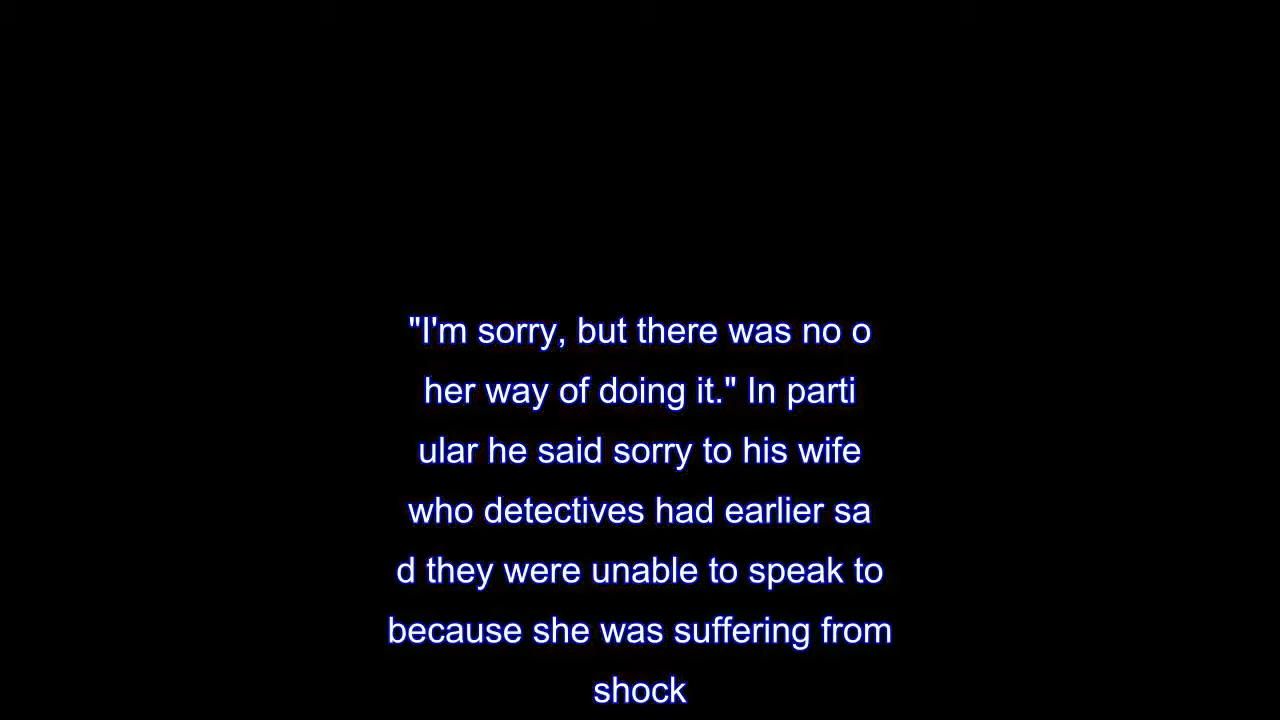 "I'm sorry, but there was no o
her way of doing it." In parti
ular he said sorry to his wife
who detectives had earlier sa
d they were unable to speak to
because she was suffering from
shock